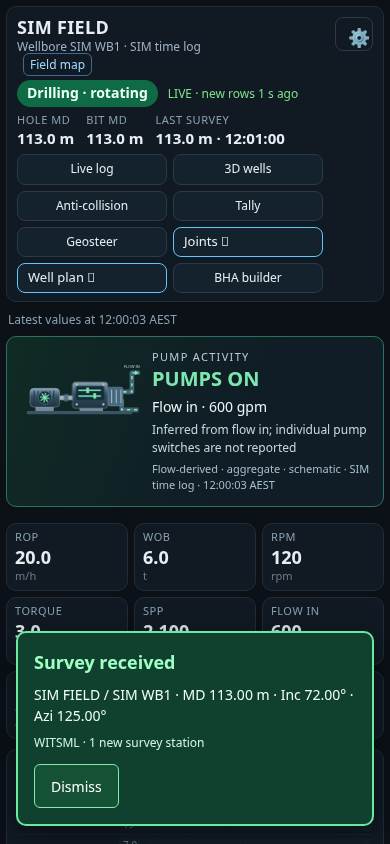 SIM FIELD
Wellbore SIM WB1 · SIM time log
Field map
Drilling · rotating
LIVE · new rows 1 s ago
HOLE MD BIT MD LAST SURVEY
113.0 m 113.0 m 113.0 m · 12:01:00
Live log
3D wells
Anti-collision
Tally
Geosteer
Joints
Well plan
BHA builder
Latest values at 12:00:03 AEST
FLOW IN
PUMP ACTIVITY
PUMPS ON
Flow in · 600 gpm
Inferred from flow in; individual pump
switches are not reported
Flow-derived · aggregate · schematic · SIM
time log · 12:00:03 AEST
ROP WOB RPM
20.0 6.0 120
m/h t rpm
TORQUE SPP FLOW IN
3.0 2,100 600
Survey received
SIM FIELD / SIM WB1 · MD 113.00 m · Inc 72.00° ·
Azi 125.00°
WITSML · 1 new survey station
Dismiss